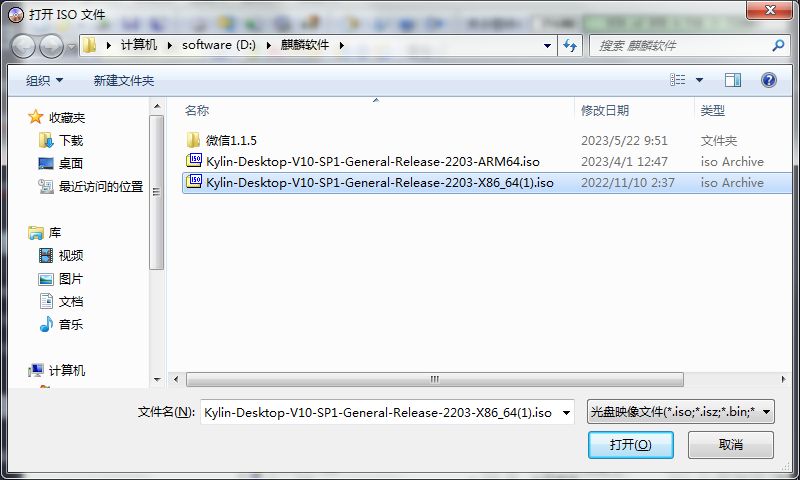 打开 ISO 文件
计算机 software (D:) 麒麟软件
搜索 麒麟软件
组织 新建文件夹
名称 修改日期 类型
收藏夹
下载
桌面
最近访问的位置
库
视频
图片
文档
音乐
计算机
微信1.1.5 2023/5/22 9:51 文件夹
ISO Kylin-Desktop-V10-SP1-General-Release-2203-ARM64.iso 2023/4/1 12:47 iso Archive
ISO Kylin-Desktop-V10-SP1-General-Release-2203-X86_64(1).iso 2022/11/10 2:37 iso Archive
文件名(N): Kylin-Desktop-V10-SP1-General-Release-2203-X86_64(1).iso 光盘映像文件(*.iso;*.isz;*.bin;*
打开(O) 取消